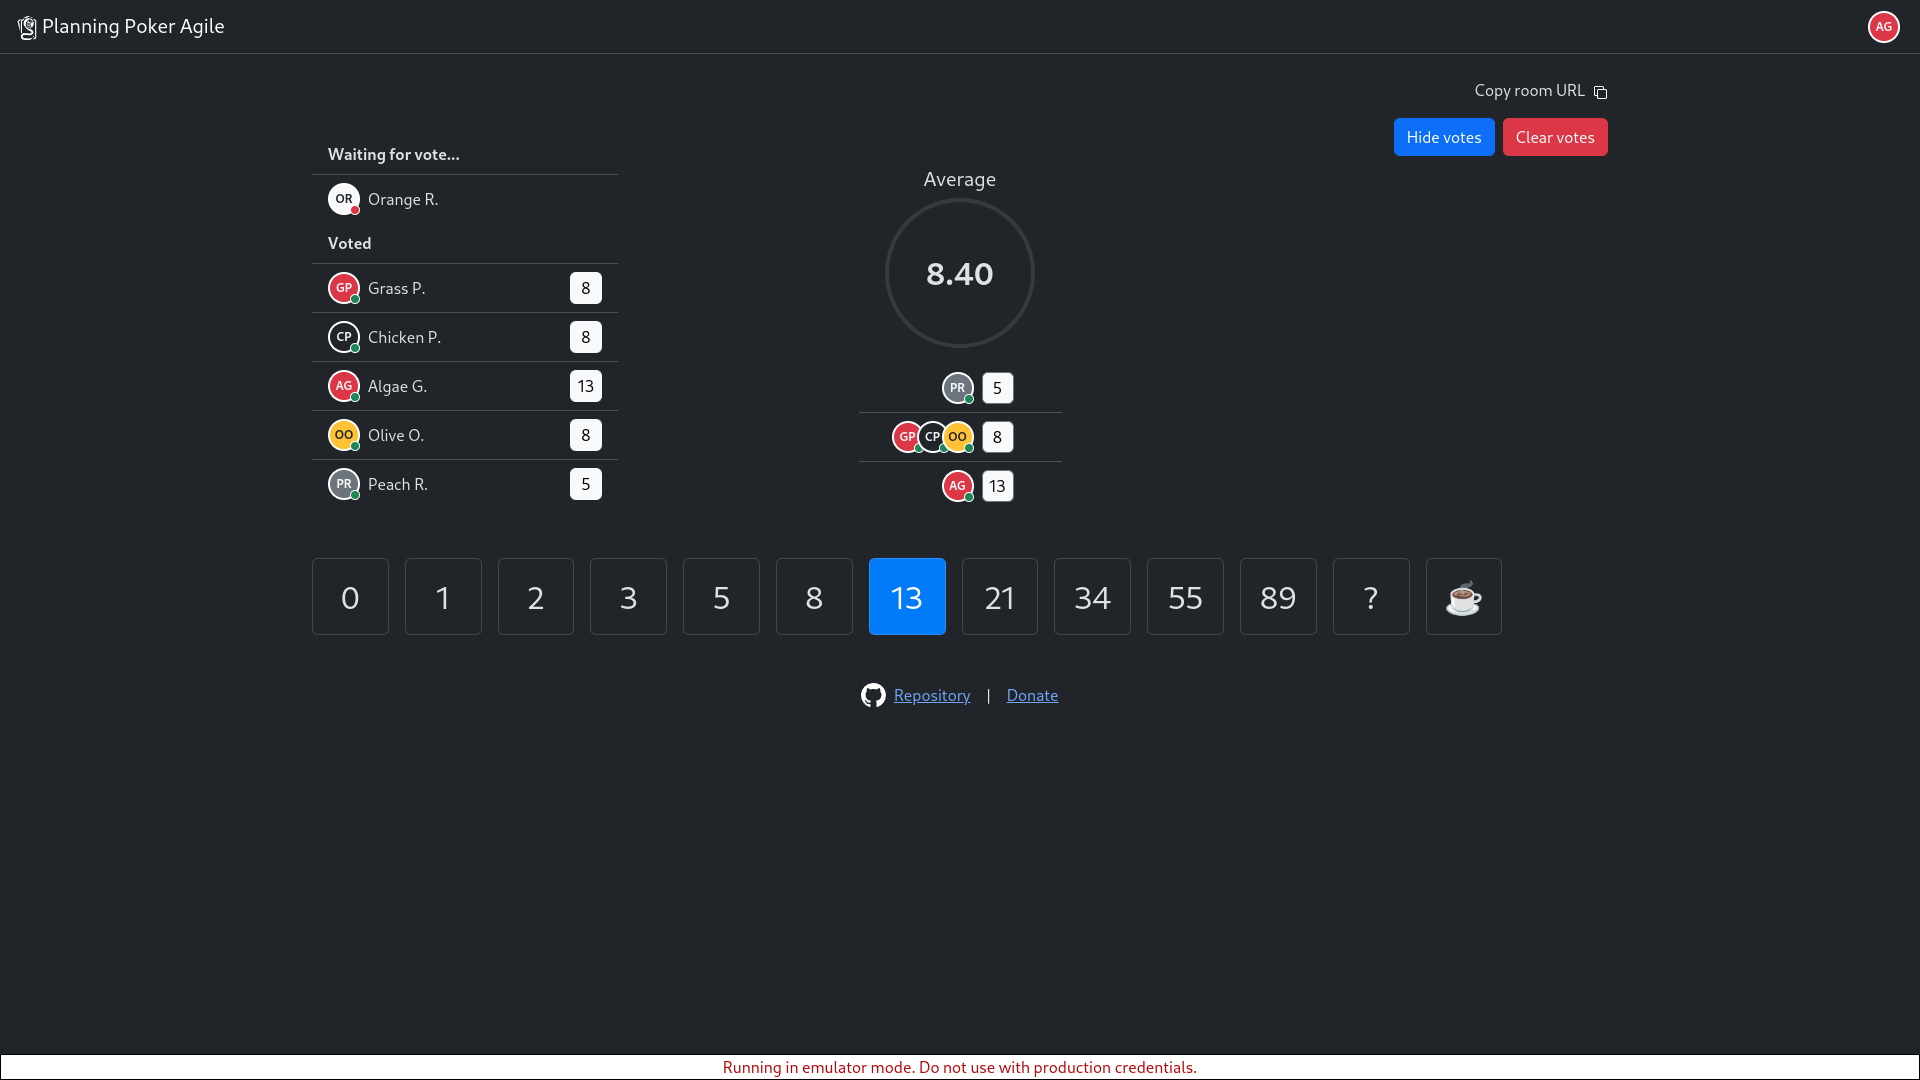 Planning Poker Agile
AG
Copy room URL
Hide votes
Clear votes
Waiting for vote...
OR Orange R.
Voted
GP Grass P. 8
CP Chicken P. 8
AG Algae G. 13
OO Olive O. 8
PR Peach R. 5
Average
8.40
PR 5
GP CP OO 8
AG 13
0 1 2 3 5 8 13 21 34 55 89 ?
Repository | Donate
Running in emulator mode. Do not use with production credentials.